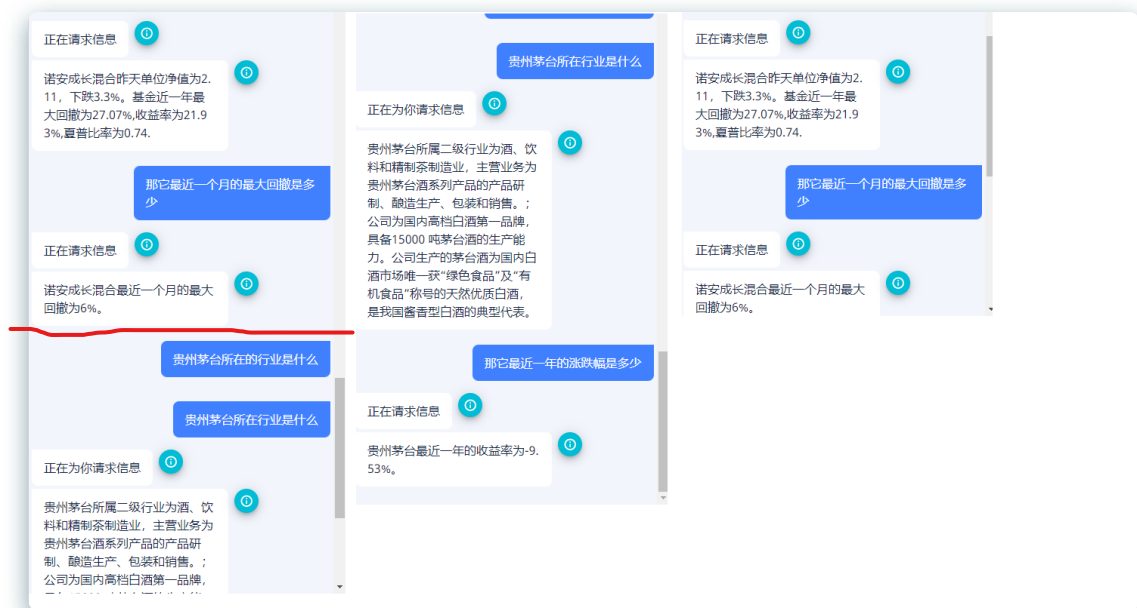 正在请求信息
诺安成长混合昨天单位净值为2.
11，下跌3.3%。基金近一年最
大回撤为27.07%,收益率为21.9
3%,夏普比率为0.74.
那它最近一个月的最大回撤是多
少
正在请求信息
诺安成长混合最近一个月的最大
回撤为6%。
贵州茅台所在的行业是什么
贵州茅台所在行业是什么
正在为你请求信息
贵州茅台所属二级行业为酒、饮
料和精制茶制造业，主营业务为
贵州茅台酒系列产品的产品研
制、酿造生产、包装和销售。；
公司为国内高档白酒第一品牌，
贵州茅台所在行业是什么
正在为你请求信息
贵州茅台所属二级行业为酒、饮
料和精制茶制造业，主营业务为
贵州茅台酒系列产品的产品研
制、酿造生产、包装和销售。；
公司为国内高档白酒第一品牌，
具备15000 吨茅台酒的生产能
力。公司生产的茅台酒为国内白
酒市场唯一获“绿色食品”及“有
机食品”称号的天然优质白酒，
是我国酱香型白酒的典型代表。
那它最近一年的涨跌幅是多少
正在请求信息
贵州茅台最近一年的收益率为-9.
53%。
正在请求信息
诺安成长混合昨天单位净值为2.
11，下跌3.3%。基金近一年最
大回撤为27.07%,收益率为21.9
3%,夏普比率为0.74.
那它最近一个月的最大回撤是多
少
正在请求信息
诺安成长混合最近一个月的最大
回撤为6%。